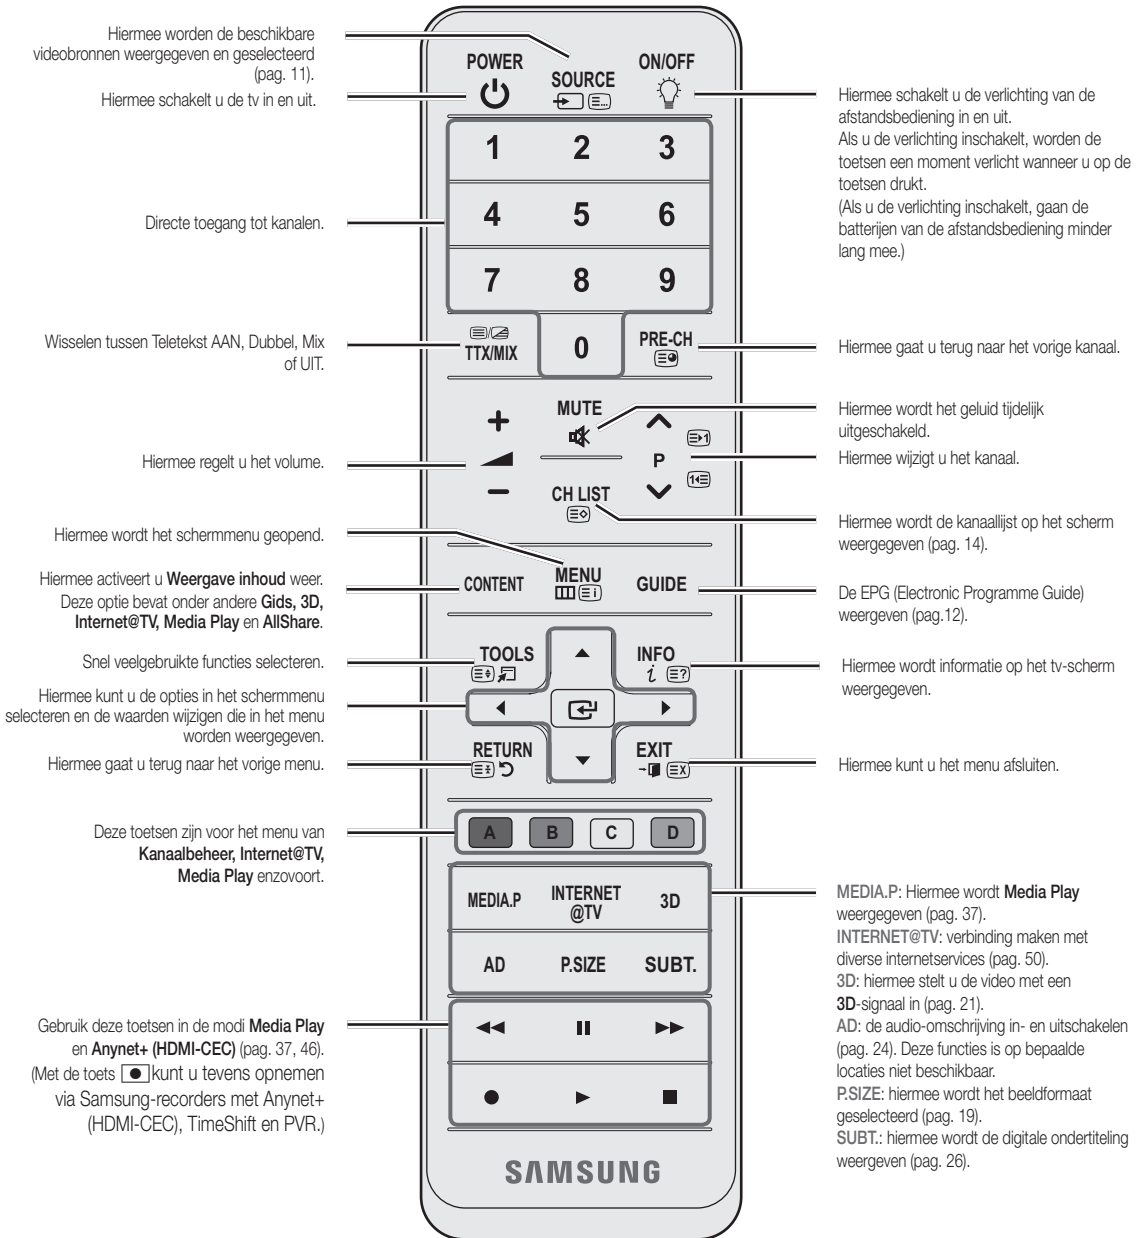 Hiermee worden de beschikbare
videobronnen weergegeven en geselecteerd
(pag. 11).
Hiermee schakelt u de tv in en uit.
Directe toegang tot kanalen.
Wisselen tussen Teletekst AAN, Dubbel, Mix
of UIT.
Hiermee regelt u het volume.
Hiermee wordt het schermmenu geopend.
Hiermee activeert u Weergave inhoud weer.
Deze optie bevat onder andere Gids, 3D,
Internet@TV, Media Play en AllShare.
Snel veelgebruikte functies selecteren.
Hiermee kunt u de opties in het schermmenu
selecteren en de waarden wijzigen die in het menu
worden weergegeven.
Hiermee gaat u terug naar het vorige menu.
Deze toetsen zijn voor het menu van
Kanaalbeheer, Internet@TV,
Media Play enzovoort.
Gebruik deze toetsen in de modi Media Play
en Anynet+ (HDMI-CEC) (pag. 37, 46).
(Met de toets ● kunt u tevens opnemen
via Samsung-recorders met Anynet+
(HDMI-CEC), TimeShift en PVR.)
POWER
SOURCE
ON/OFF
1 2 3
4 5 6
7 8 9
TTX/MIX
0
PRE-CH
MUTE
P
CH LIST
CONTENT
MENU
GUIDE
TOOLS
INFO
RETURN
EXIT
A B C D
MEDIA.P
INTERNET
@TV
3D
AD
P.SIZE
SUBT.
SAMSUNG
Hiermee schakelt u de verlichting van de
afstandsbediening in en uit.
Als u de verlichting inschakelt, worden de
toetsen een moment verlicht wanneer u op de
toetsen drukt.
(Als u de verlichting inschakelt, gaan de
batterijen van de afstandsbediening minder
lang mee.)
Hiermee gaat u terug naar het vorige kanaal.
Hiermee wordt het geluid tijdelijk
uitgeschakeld.
Hiermee wijzigt u het kanaal.
Hiermee wordt de kanaallijst op het scherm
weergegeven (pag. 14).
De EPG (Electronic Programme Guide)
weergeven (pag.12).
Hiermee wordt informatie op het tv-scherm
weergegeven.
Hiermee kunt u het menu afsluiten.
MEDIA.P: Hiermee wordt Media Play
weergegeven (pag. 37).
INTERNET@TV: verbinding maken met
diverse internetservices (pag. 50).
3D: hiermee stelt u de video met een
3D-signaal in (pag. 21).
AD: de audio-omschrijving in- en uitschakelen
(pag. 24). Deze functies is op bepaalde
locaties niet beschikbaar.
P.SIZE: hiermee wordt het beeldformaat
geselecteerd (pag. 19).
SUBT.: hiermee wordt de digitale ondertiteling
weergeven (pag. 26).